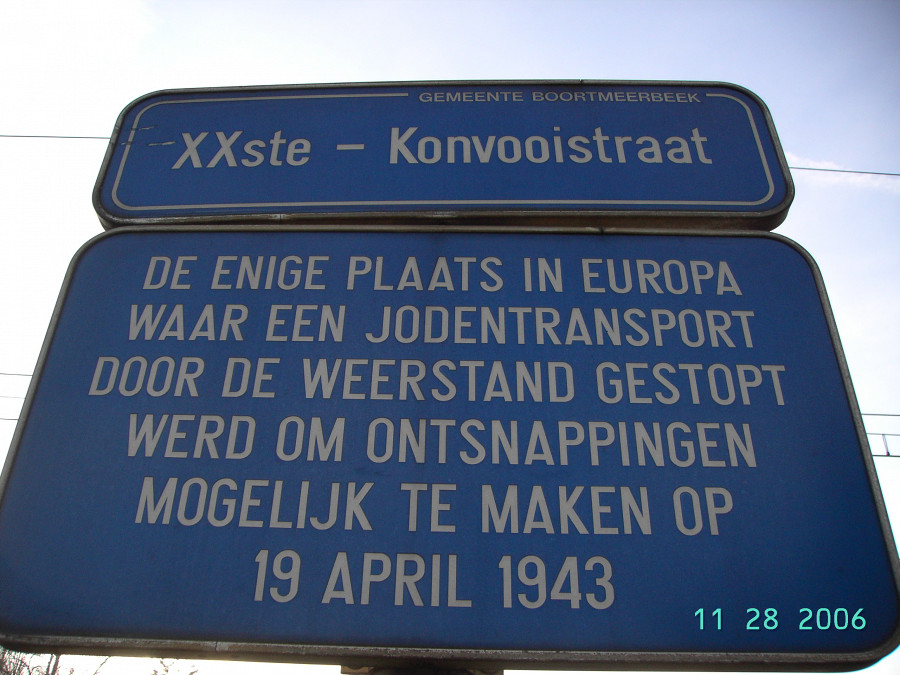 GEMEENTE BOORTMEERBEEK
XXste - Konvooistraat
DE ENIGE PLAATS IN EUROPA
WAAR EEN JODENTRANSPORT
DOOR DE WEERSTAND GESTOPT
WERD OM ONTSNAPPINGEN
MOGELIJK TE MAKEN OP
19 APRIL 1943
11 28 2006